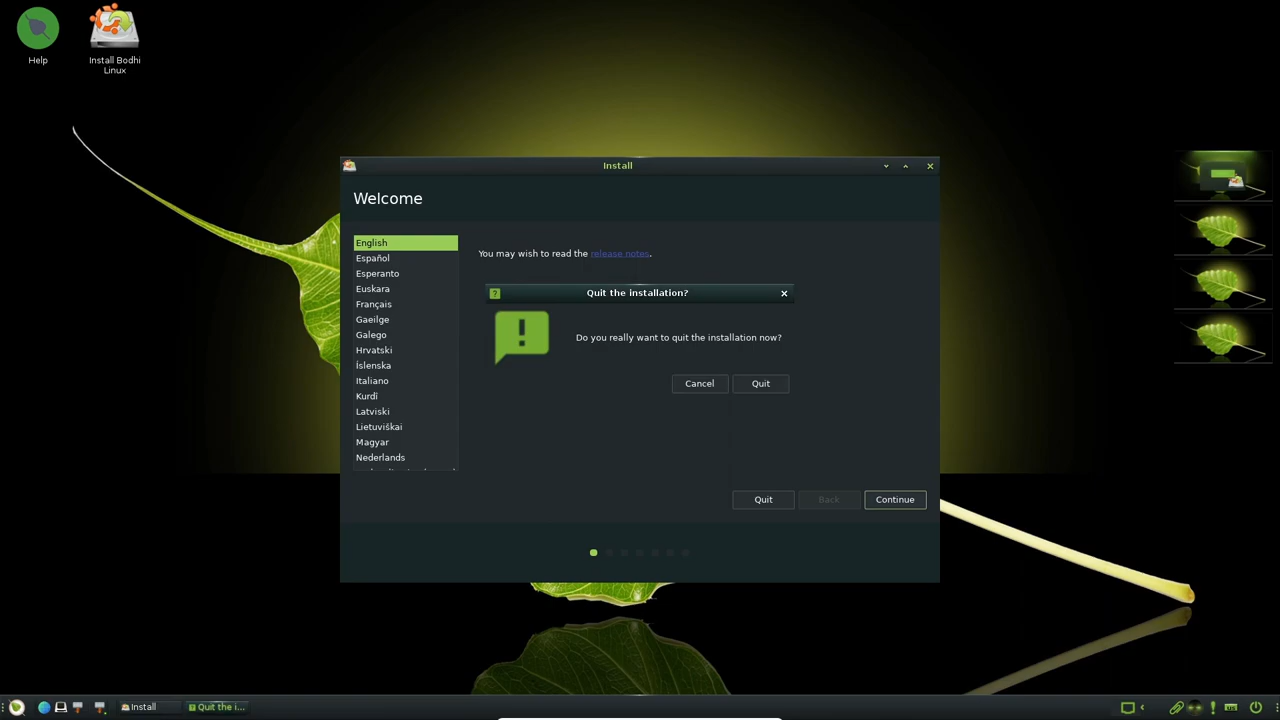 Help
Install Bodhi
Linux
Install
Welcome
English
Español
Esperanto
Euskara
Français
Gaeilge
Galego
Hrvatski
Íslenska
Italiano
Kurdî
Latviski
Lietuviškai
Magyar
Nederlands
You may wish to read the release notes.
Quit the installation?
Do you really want to quit the installation now?
Cancel
Quit
Quit
Back
Continue
Install
Quit the i...